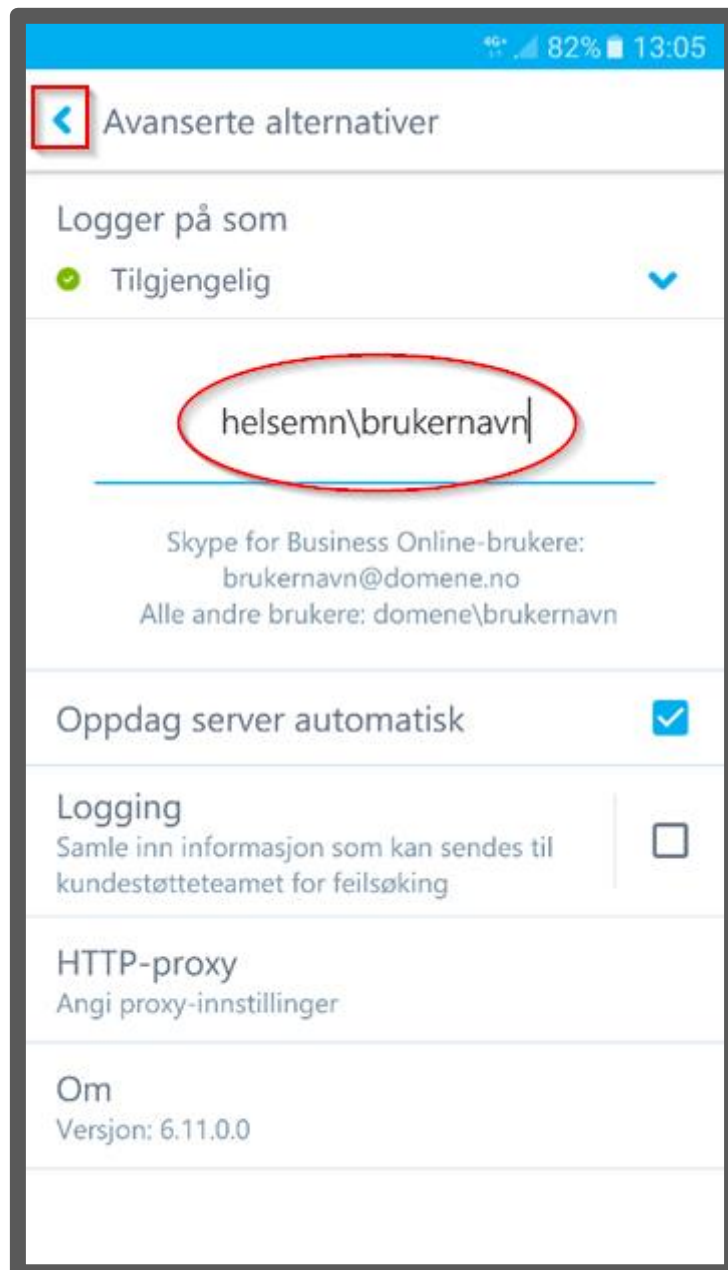 4G+ 82% 13:05
Avanserte alternativer
Logger på som
Tilgjengelig
helsemn\brukernavn
Skype for Business Online-brukere:
brukernavn@domene.no
Alle andre brukere: domene\brukernavn
Oppdag server automatisk
Logging
Samle inn informasjon som kan sendes til
kundestøtteteamet for feilsøking
HTTP-proxy
Angi proxy-innstillinger
Om
Versjon: 6.11.0.0